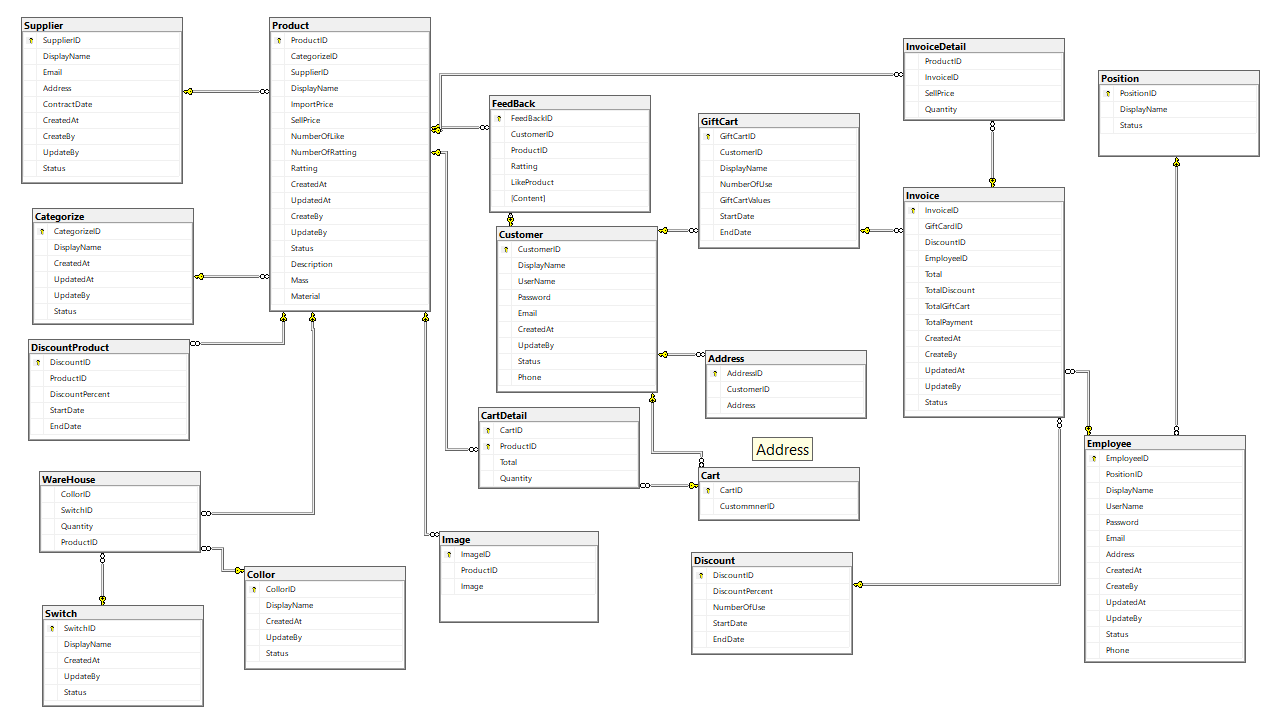 Supplier
SupplierID
DisplayName
Email
Address
ContractDate
CreatedAt
CreateBy
UpdateBy
Status
Product
ProductID
CategorizeID
SupplierID
DisplayName
ImportPrice
SellPrice
NumberOfLike
NumberOfRatting
Ratting
CreatedAt
UpdatedAt
CreateBy
UpdateBy
Status
Description
Mass
Material
Categorize
CategorizeID
DisplayName
CreatedAt
UpdatedAt
UpdateBy
Status
DiscountProduct
DiscountID
ProductID
DiscountPercent
StartDate
EndDate
WareHouse
CollorID
SwitchID
Quantity
ProductID
Switch
SwitchID
DisplayName
CreatedAt
UpdateBy
Status
Collor
CollorID
DisplayName
CreatedAt
UpdateBy
Status
FeedBack
FeedBackID
CustomerID
ProductID
Ratting
LikeProduct
[Content]
Customer
CustomerID
DisplayName
UserName
Password
Email
CreatedAt
UpdateBy
Status
Phone
CartDetail
CartID
ProductID
Total
Quantity
Image
ImageID
ProductID
Image
GiftCart
GiftCartID
CustomerID
DisplayName
NumberOfUse
GiftCartValues
StartDate
EndDate
Address
AddressID
CustomerID
Address
Address
Cart
CartID
CustommnerID
Discount
DiscountID
DiscountPercent
NumberOfUse
StartDate
EndDate
InvoiceDetail
ProductID
InvoiceID
SellPrice
Quantity
Invoice
InvoiceID
GiftCardID
DiscountID
EmployeeID
Total
TotalDiscount
TotalGiftCart
TotalPayment
CreatedAt
CreateBy
UpdatedAt
UpdateBy
Status
Position
PositionID
DisplayName
Status
Employee
EmployeeID
PositionID
DisplayName
UserName
Password
Email
Address
CreatedAt
CreateBy
UpdatedAt
UpdateBy
Status
Phone